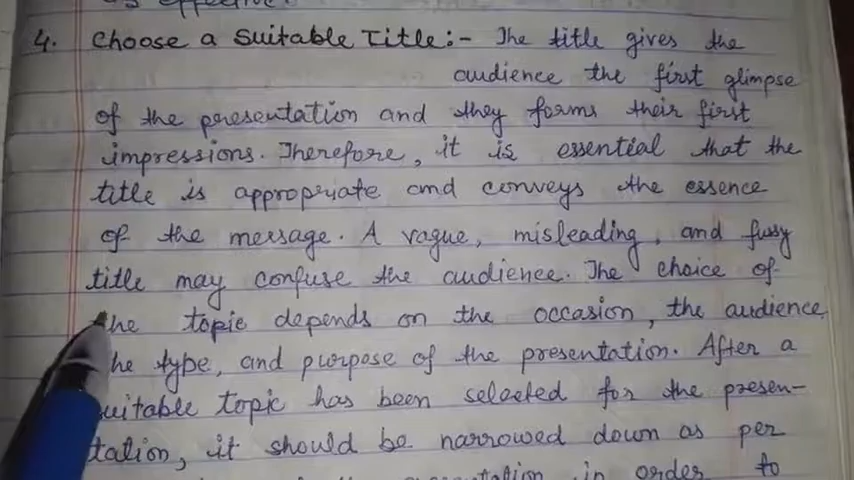 as effective.
4. Choose a Suitable Title:- The title gives the
audience the first glimpse
of the presentation and they forms their first
impressions. Therefore, it is essential that the
title is appropriate and conveys the essence
of the message. A vague, misleading, and fussy
title may confuse the audience. The choice of
the topic depends on the occasion, the audience,
the type, and purpose of the presentation. After a
suitable topic has been selected for the presen-
tation, it should be narrowed down as per
in order to